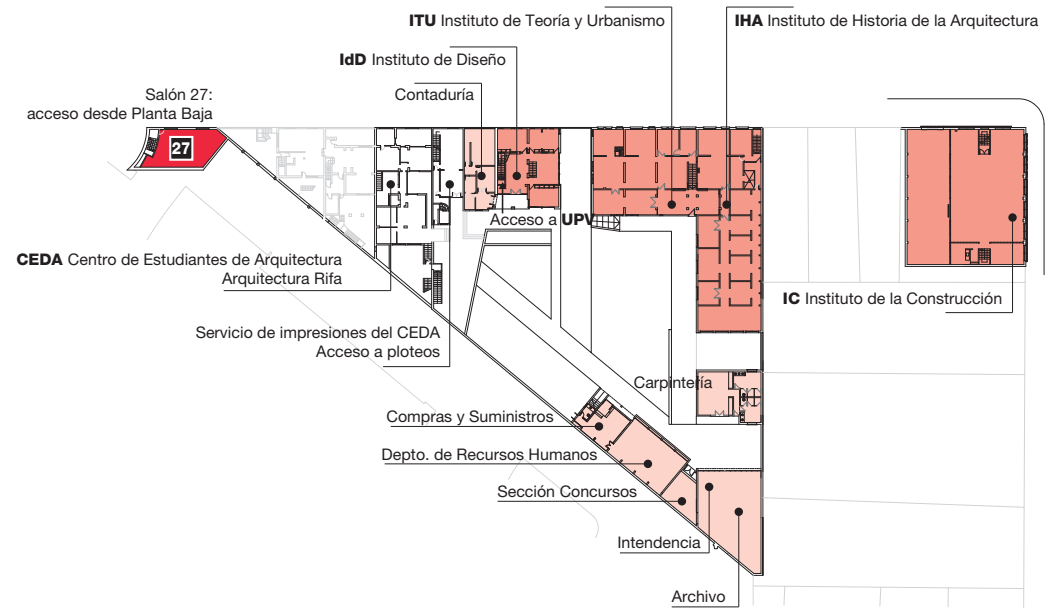 ITU Instituto de Teoría y Urbanismo
IHA Instituto de Historia de la Arquitectura
IdD Instituto de Diseño
Contaduría
Salón 27:
acceso desde Planta Baja
27
Acceso a UPV
CEDA Centro de Estudiantes de Arquitectura
Arquitectura Rifa
IC Instituto de la Construcción
Servicio de impresiones del CEDA
Acceso a ploteos
Carpintería
Compras y Suministros
Depto. de Recursos Humanos
Sección Concursos
Intendencia
Archivo